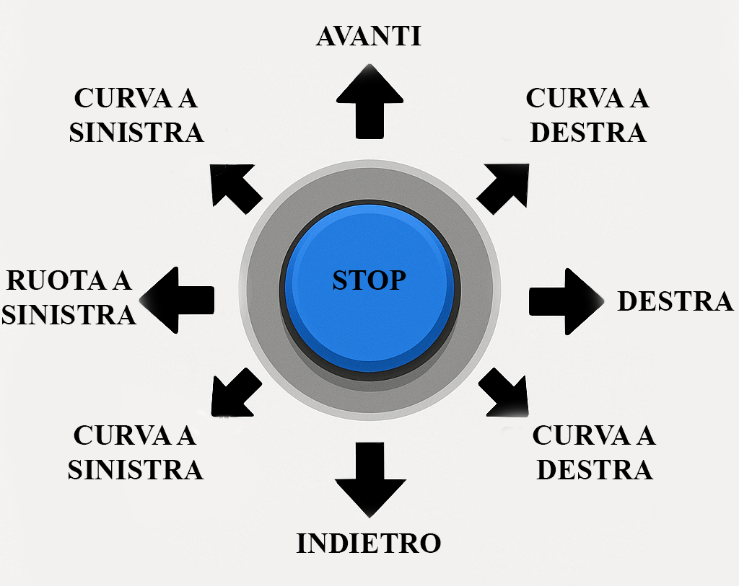 AVANTI
CURVA A
SINISTRA
CURVA A
DESTRA
RUOTA A
SINISTRA
STOP
DESTRA
CURVA A
SINISTRA
CURVA A
DESTRA
INDIETRO